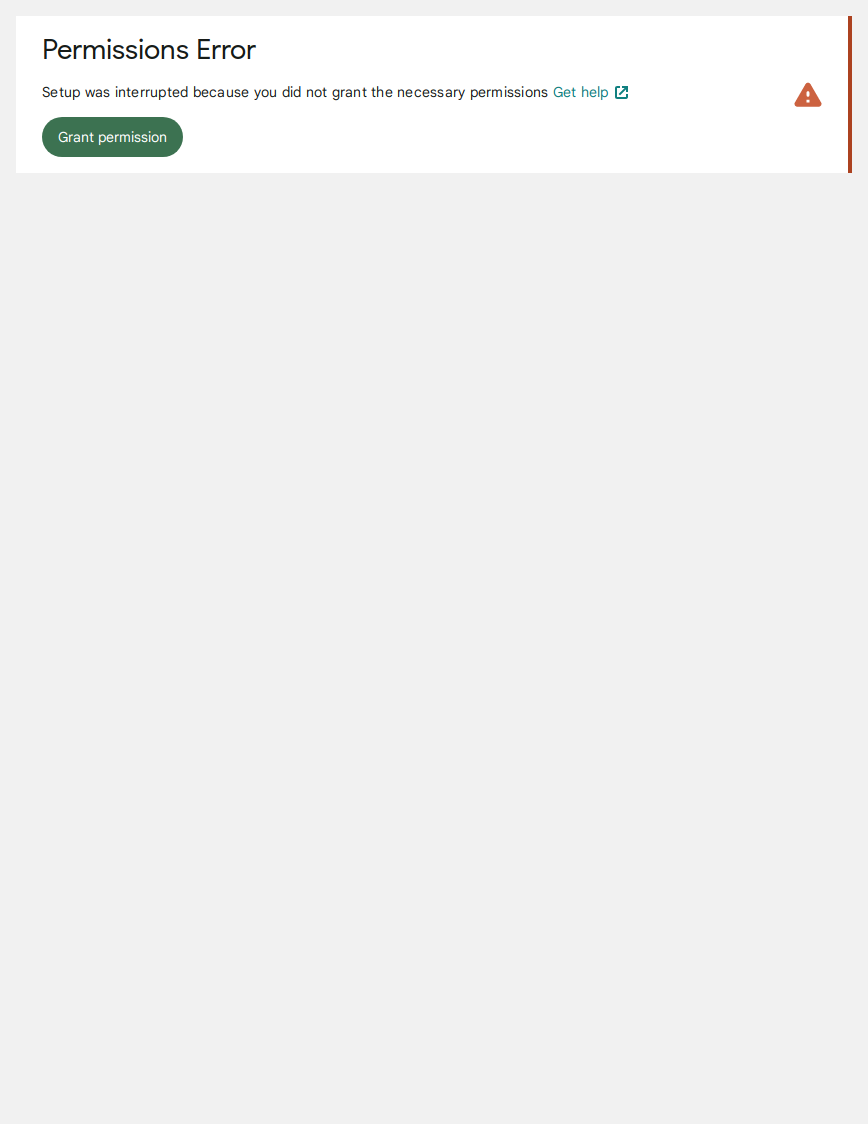 Permissions Error
Setup was interrupted because you did not grant the necessary permissions Get help
Grant permission